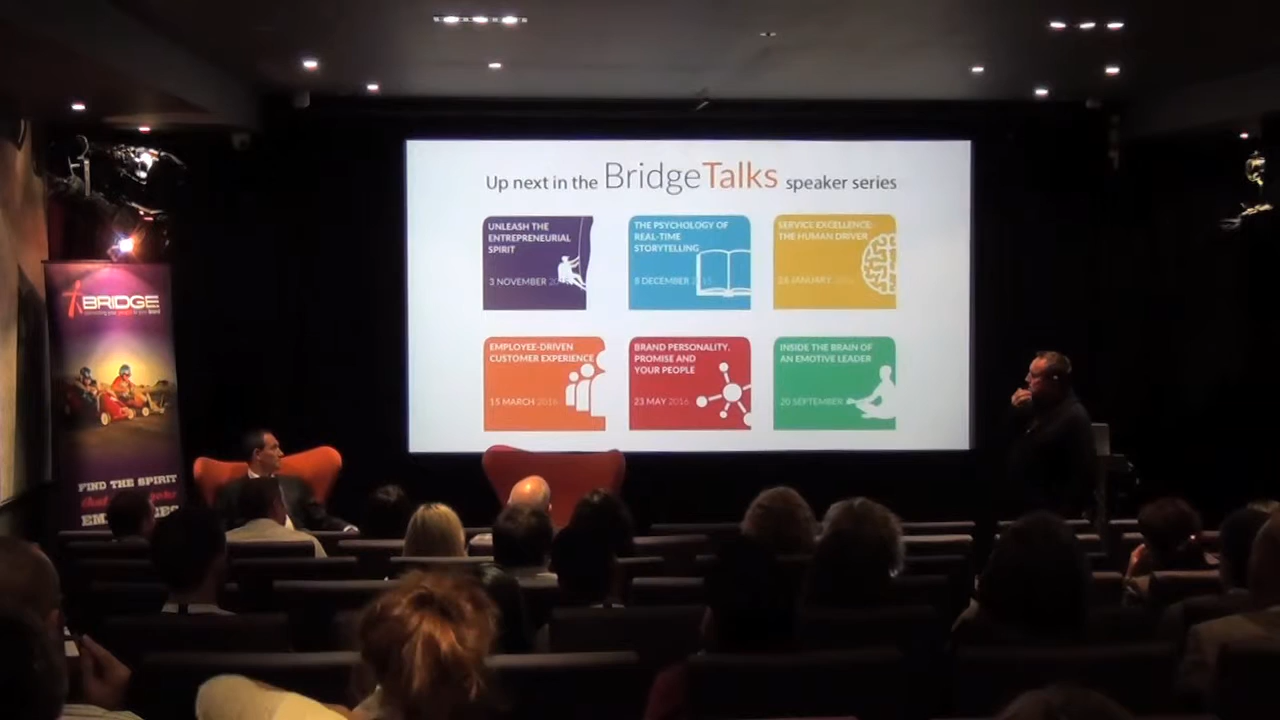 Up next in the BridgeTalks speaker series
UNLEASH THE
ENTREPRENEURIAL
SPIRIT
3 NOVEMBER
THE PSYCHOLOGY OF
REAL-TIME
STORYTELLING
8 DECEMBER
SERVICE EXCELLENCE:
THE HUMAN DRIVER
JANUARY
EMPLOYEE-DRIVEN
CUSTOMER EXPERIENCE
15 MARCH 2016
BRAND PERSONALITY,
PROMISE AND
YOUR PEOPLE
23 MAY 2016
INSIDE THE BRAIN OF
AN EMOTIVE LEADER
20 SEPTEMBER
BRIDGE
FIND THE SPIRIT